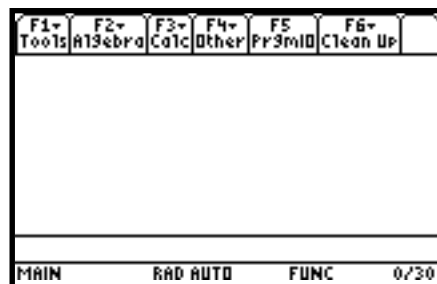 F1▾ F2▾ F3▾ F4▾ F5 F6▾
Tools Algebra Calc Other PrgmIO Clean Up
MAIN RAD AUTO FUNC 0/30